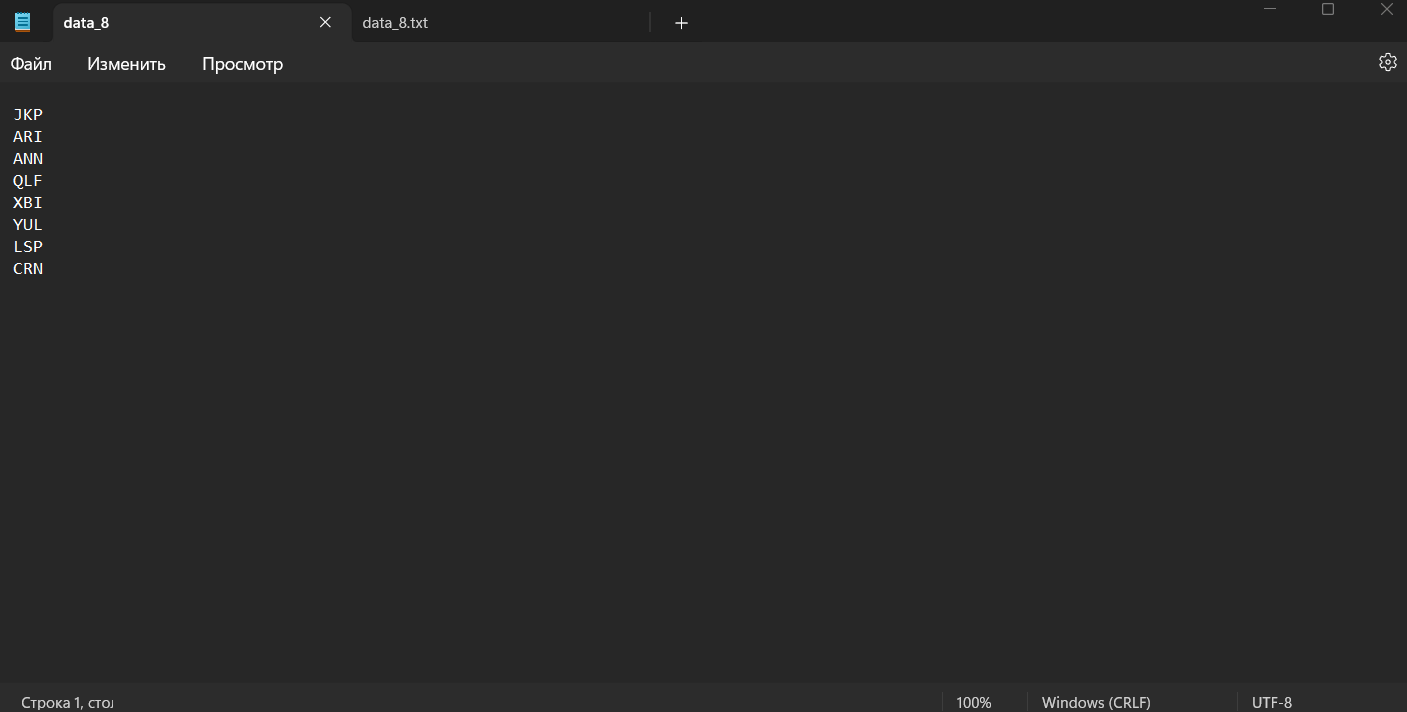 data_8
data_8.txt
Файл Изменить Просмотр
JKP
ARI
ANN
QLF
XBI
YUL
LSP
CRN
Строка 1, 100% Windows (CRLF) UTF-8